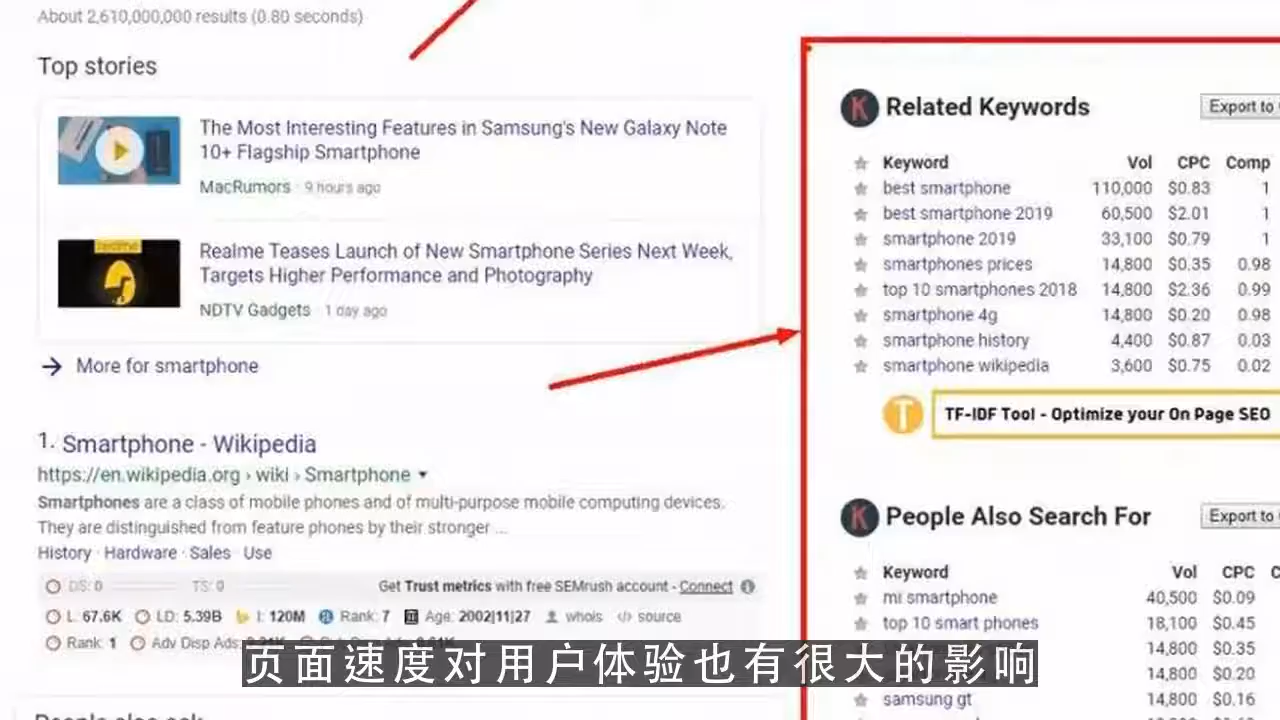 About 2,610,000,000 results (0.80 seconds)
Top stories
The Most Interesting Features in Samsung's New Galaxy Note
10+ Flagship Smartphone
MacRumors · 9 hours ago
realme
Realme Teases Launch of New Smartphone Series Next Week,
Targets Higher Performance and Photography
NDTV Gadgets · 1 day ago
→ More for smartphone
1. Smartphone - Wikipedia
https://en.wikipedia.org › wiki › Smartphone ▾
Smartphones are a class of mobile phones and of multi-purpose mobile computing devices.
They are distinguished from feature phones by their stronger ...
History · Hardware · Sales · Use
DS: 0 TS: 0 Get Trust metrics with free SEMrush account - Connect
L: 67.6K LD: 5.39B I: 120M Rank: 7 Age: 2002|11|27 whois </> source
Rank: 1 Adv Disp Ads:
K Related Keywords Export to
Keyword Vol CPC Comp
best smartphone 110,000 $0.83 1
best smartphone 2019 60,500 $2.01 1
smartphone 2019 33,100 $0.79 1
smartphones prices 14,800 $0.35 0.98
top 10 smartphones 2018 14,800 $2.36 0.99
smartphone 4g 14,800 $0.20 0.98
smartphone history 4,400 $0.87 0.03
smartphone wikipedia 3,600 $0.75 0.02
T TF-IDF Tool - Optimize your On Page SEO
K People Also Search For Export to
Keyword Vol CPC C
mi smartphone 40,500 $0.09
top 10 smart phones 18,100 $0.45
14,800 $0.35
14,800 $0.20
samsung gt 14,800 $0.16
页面速度对用户体验也有很大的影响